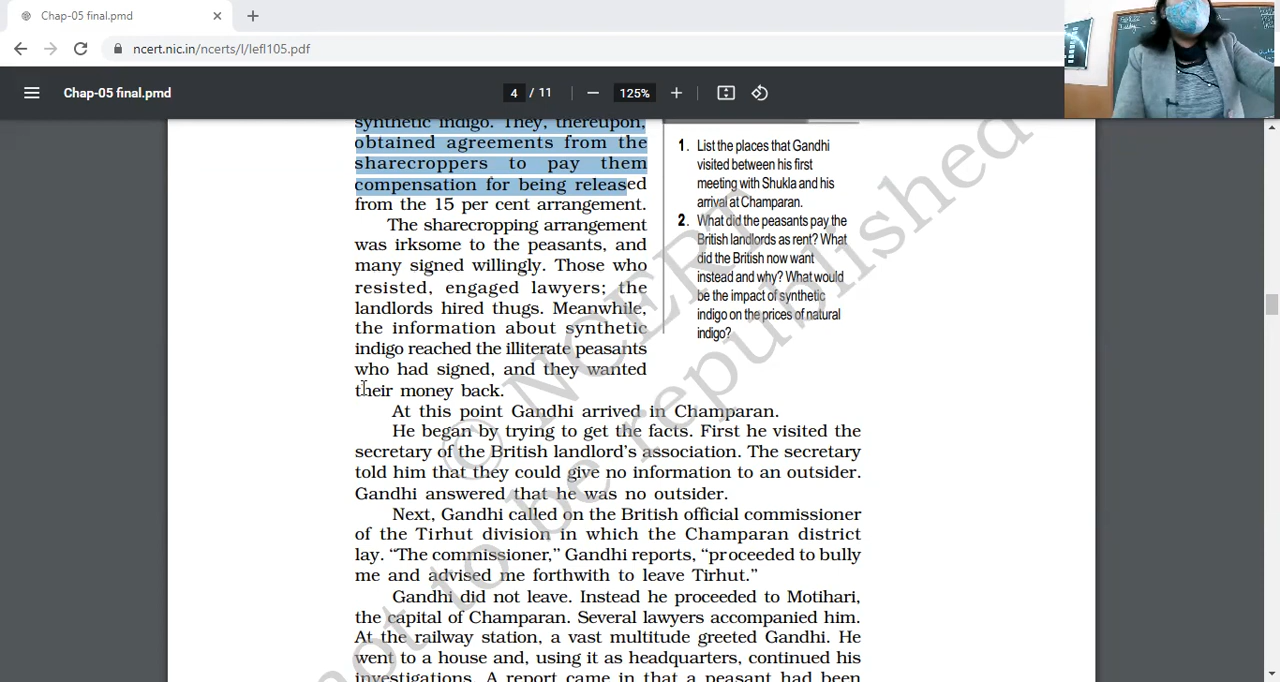 Chap-05 final.pmd
ncert.nic.in/ncerts/l/lefl105.pdf
Chap-05 final.pmd
4 / 11
125%
synthetic indigo. They, thereupon,
obtained agreements from the
sharecroppers to pay them
compensation for being released
from the 15 per cent arrangement.
The sharecropping arrangement
was irksome to the peasants, and
many signed willingly. Those who
resisted, engaged lawyers; the
landlords hired thugs. Meanwhile,
the information about synthetic
indigo reached the illiterate peasants
who had signed, and they wanted
their money back.
1. List the places that Gandhi
visited between his first
meeting with Shukla and his
arrival at Champaran.
2. What did the peasants pay the
British landlords as rent? What
did the British now want
instead and why? What would
be the impact of synthetic
indigo on the prices of natural
indigo?
At this point Gandhi arrived in Champaran.
He began by trying to get the facts. First he visited the
secretary of the British landlord’s association. The secretary
told him that they could give no information to an outsider.
Gandhi answered that he was no outsider.
Next, Gandhi called on the British official commissioner
of the Tirhut division in which the Champaran district
lay. “The commissioner,” Gandhi reports, “proceeded to bully
me and advised me forthwith to leave Tirhut.”
Gandhi did not leave. Instead he proceeded to Motihari,
the capital of Champaran. Several lawyers accompanied him.
At the railway station, a vast multitude greeted Gandhi. He
went to a house and, using it as headquarters, continued his
investigations. A report came in that a peasant had been
© NCERT
not to be republished